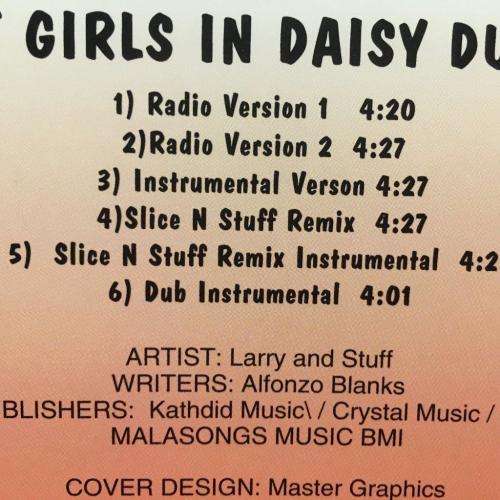 GIRLS IN DAISY DU
1) Radio Version 1 4:20
2)Radio Version 2 4:27
3) Instrumental Verson 4:27
4)Slice N Stuff Remix 4:27
5) Slice N Stuff Remix Instrumental 4:2
6) Dub Instrumental 4:01
ARTIST: Larry and Stuff
WRITERS: Alfonzo Blanks
BLISHERS: Kathdid Music\ / Crystal Music /
MALASONGS MUSIC BMI
COVER DESIGN: Master Graphics